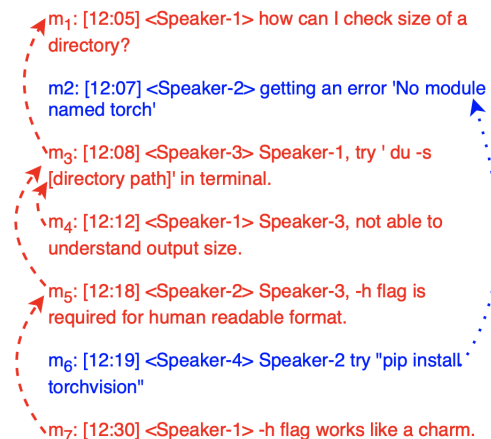 m1: [12:05] <Speaker-1> how can I check size of a
directory?
m2: [12:07] <Speaker-2> getting an error 'No module
named torch'
m3: [12:08] <Speaker-3> Speaker-1, try ' du -s
[directory path]' in terminal.
m4: [12:12] <Speaker-1> Speaker-3, not able to
understand output size.
m5: [12:18] <Speaker-2> Speaker-3, -h flag is
required for human readable format.
m6: [12:19] <Speaker-4> Speaker-2 try "pip install
torchvision"
m7: [12:30] <Speaker-1> -h flag works like a charm.